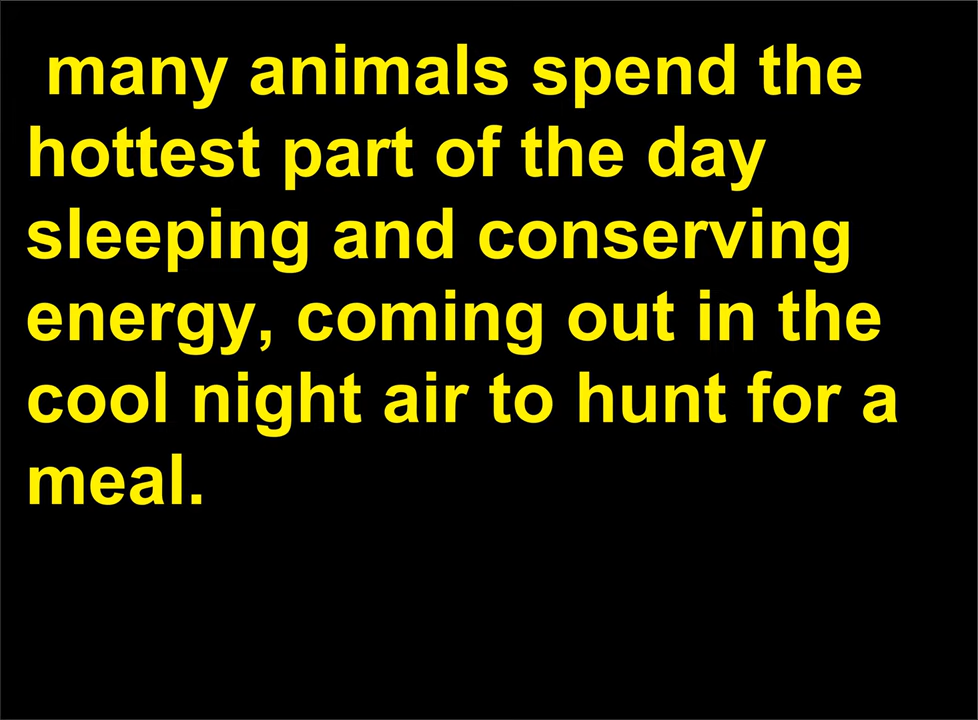 many animals spend the
hottest part of the day
sleeping and conserving
energy, coming out in the
cool night air to hunt for a
meal.